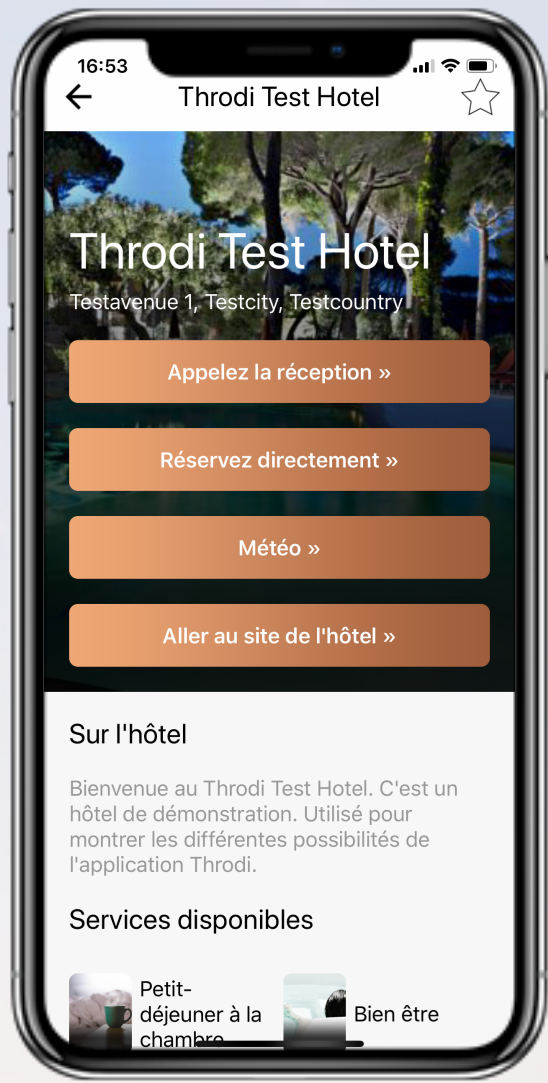 16:53
Throdi Test Hotel
Throdi Test Hotel
Testavenue 1, Testcity, Testcountry
Appelez la réception »
Réservez directement »
Météo »
Aller au site de l'hôtel »
Sur l'hôtel
Bienvenue au Throdi Test Hotel. C'est un
hôtel de démonstration. Utilisé pour
montrer les différentes possibilités de
l'application Throdi.
Services disponibles
Petit-
déjeuner à la
chambre
Bien être